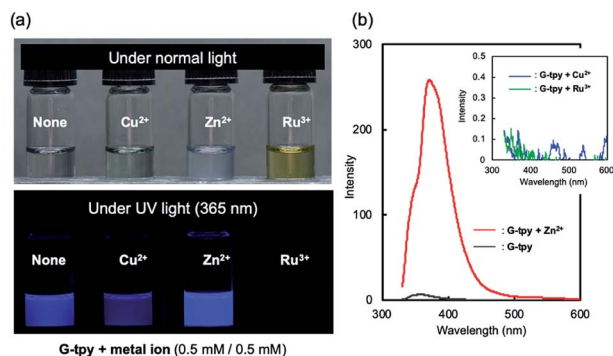 (a)
Under normal light
None
Cu²⁺
Zn²⁺
Ru³⁺
Under UV light (365 nm)
None
Cu²⁺
Zn²⁺
Ru³⁺
G-tpy + metal ion (0.5 mM / 0.5 mM)
(b)
300
200
100
0
Intensity
300
400
500
600
Wavelength (nm)
: G-tpy + Zn²⁺
: G-tpy
0.5
0.4
0.3
0.2
0.1
0
Intensity
300
400
500
600
Wavelength (nm)
: G-tpy + Cu²⁺
: G-tpy + Ru³⁺